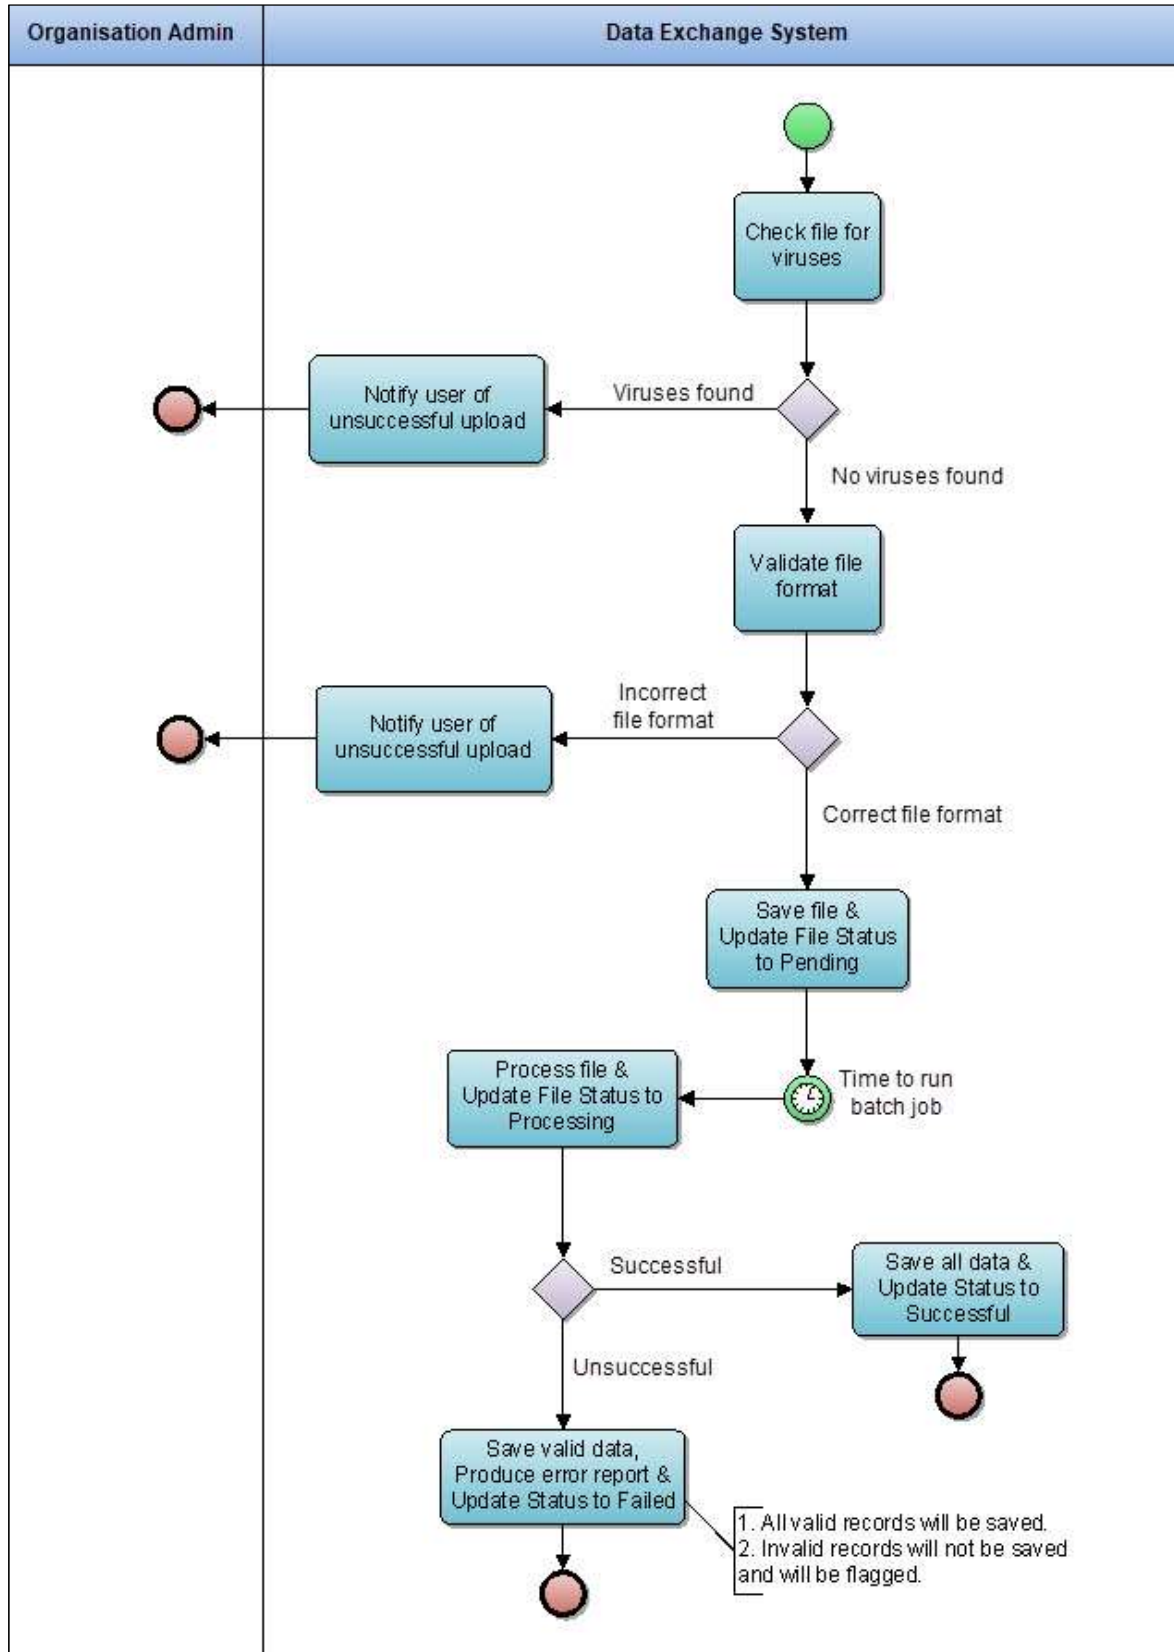 Organisation Admin
Data Exchange System
Check file for
viruses
Viruses found
Notify user of
unsuccessful upload
No viruses found
Validate file
format
Incorrect
file format
Notify user of
unsuccessful upload
Correct file format
Save file &
Update File Status
to Pending
Time to run
batch job
Process file &
Update File Status to
Processing
Successful
Save all data &
Update Status to
Successful
Unsuccessful
Save valid data,
Produce error report &
Update Status to Failed
1. All valid records will be saved.
2. Invalid records will not be saved
and will be flagged.